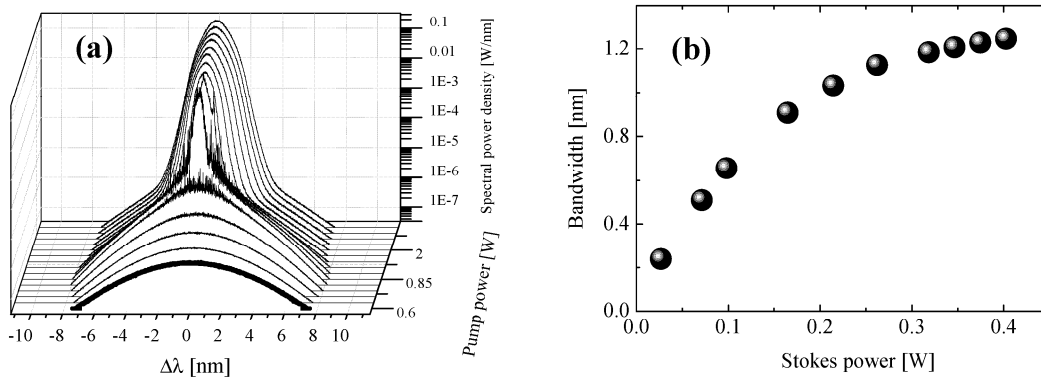 (a)
0.1
0.01
1E-3
1E-4
1E-5
1E-6
1E-7
Spectral power density [W/nm]
2
0.85
0.6
Pump power [W]
-10 -8 -6 -4 -2 0 2 4 6 8 10
Δλ [nm]
(b)
1.2
0.8
0.4
0.0
Bandwidth [nm]
0.0 0.1 0.2 0.3 0.4
Stokes power [W]